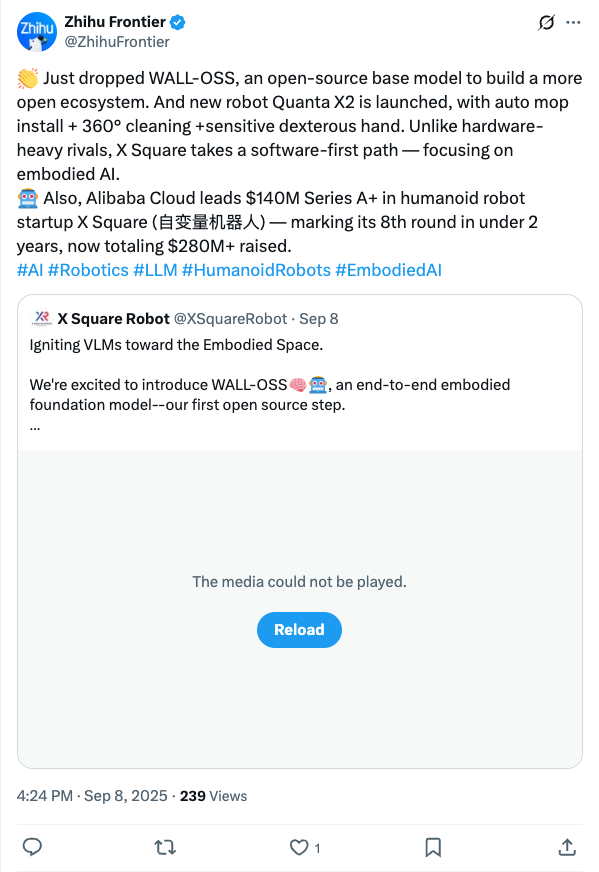 Zhihu
Zhihu Frontier
@ZhihuFrontier
👏 Just dropped WALL-OSS, an open-source base model to build a more
open ecosystem. And new robot Quanta X2 is launched, with auto mop
install + 360° cleaning +sensitive dexterous hand. Unlike hardware-
heavy rivals, X Square takes a software-first path — focusing on
embodied AI.
🤖 Also, Alibaba Cloud leads $140M Series A+ in humanoid robot
startup X Square (自变量机器人) — marking its 8th round in under 2
years, now totaling $280M+ raised.
#AI #Robotics #LLM #HumanoidRobots #EmbodiedAI
X Square Robot @XSquareRobot · Sep 8
Igniting VLMs toward the Embodied Space.
We're excited to introduce WALL-OSS🧠🤖, an end-to-end embodied
foundation model--our first open source step.
...
The media could not be played.
Reload
4:24 PM · Sep 8, 2025 · 239 Views
1